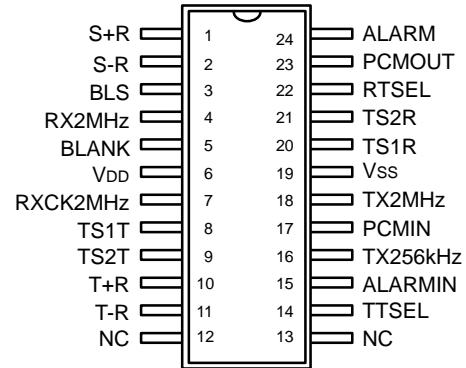 S+R 1 24 ALARM
S-R 2 23 PCMOUT
BLS 3 22 RTSEL
RX2MHz 4 21 TS2R
BLANK 5 20 TS1R
VDD 6 19 VSS
RXCK2MHz 7 18 TX2MHz
TS1T 8 17 PCMIN
TS2T 9 16 TX256kHz
T+R 10 15 ALARMIN
T-R 11 14 TTSEL
NC 12 13 NC